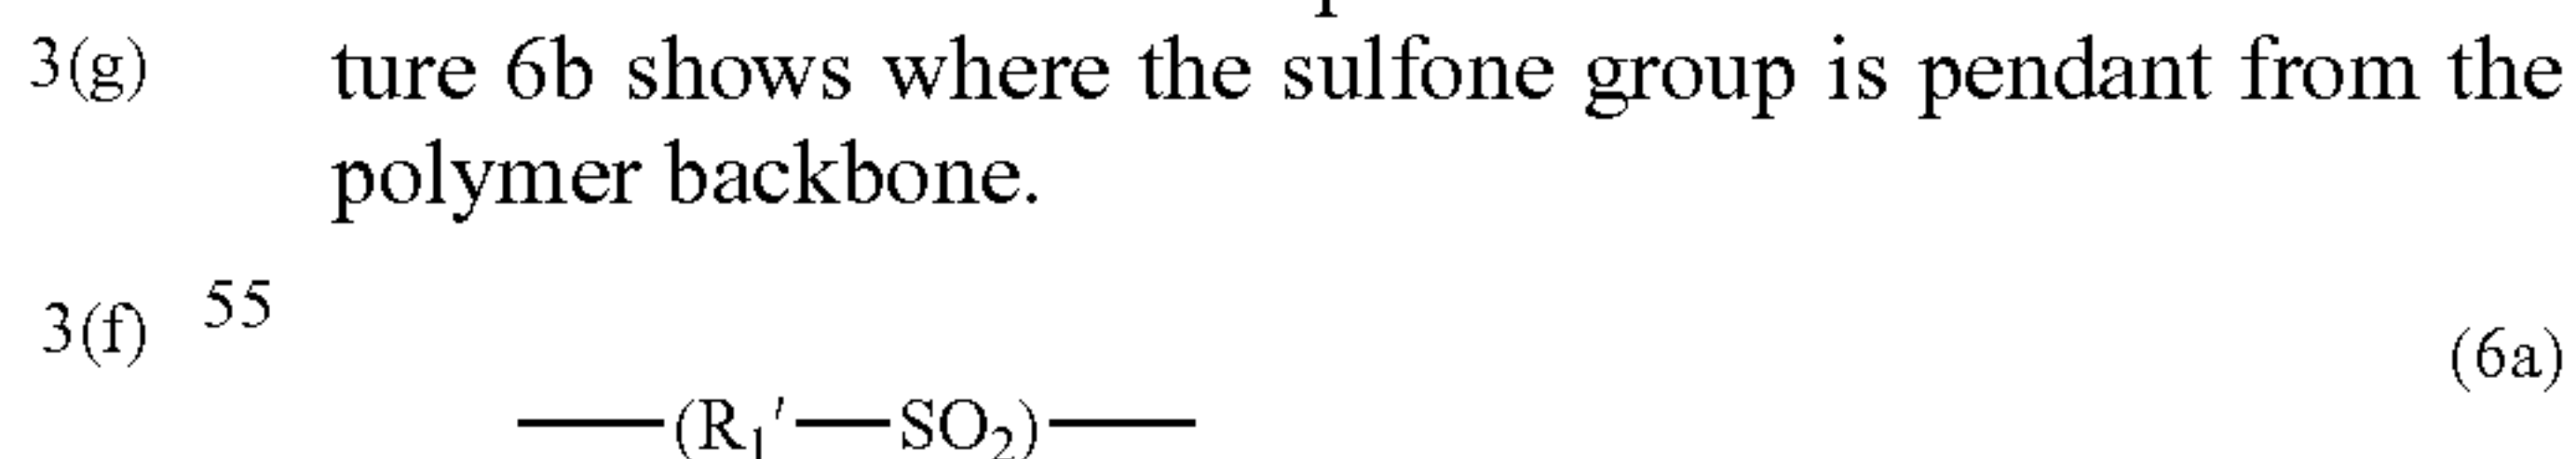 3(g) ture 6b shows where the sulfone group is pendant from the
polymer backbone.
3(f) 55 (6a)
—(R₁′—SO₂)—